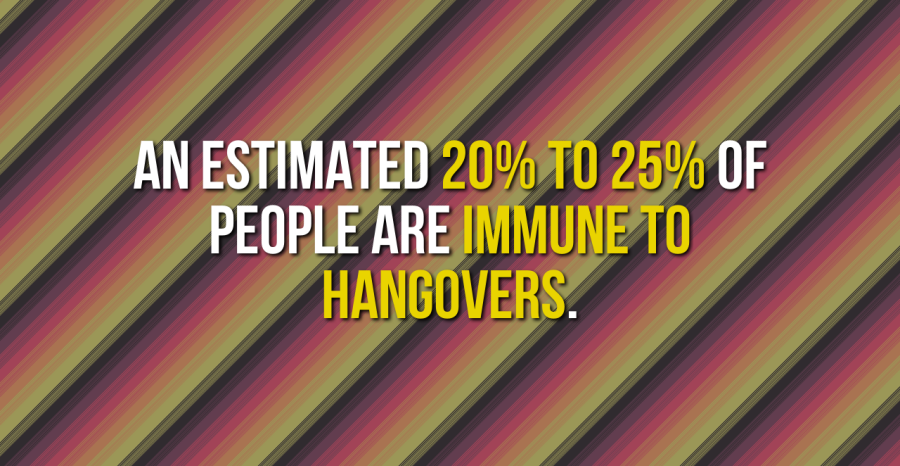 AN ESTIMATED 20% TO 25% OF
PEOPLE ARE IMMUNE TO
HANGOVERS.